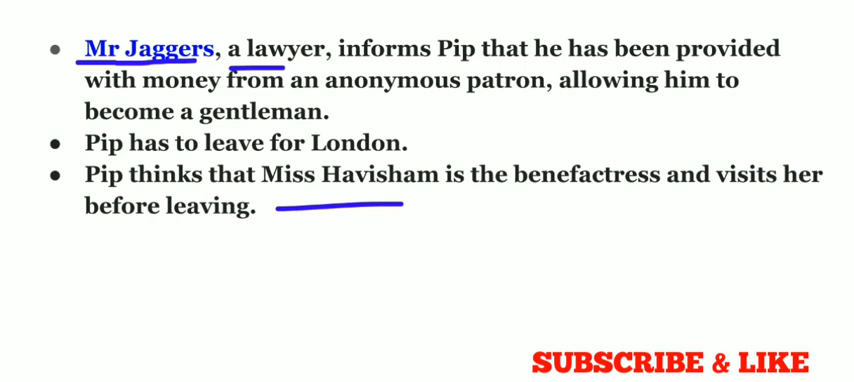 • Mr Jaggers, a lawyer, informs Pip that he has been provided
with money from an anonymous patron, allowing him to
become a gentleman.
• Pip has to leave for London.
• Pip thinks that Miss Havisham is the benefactress and visits her
before leaving.
SUBSCRIBE & LIKE